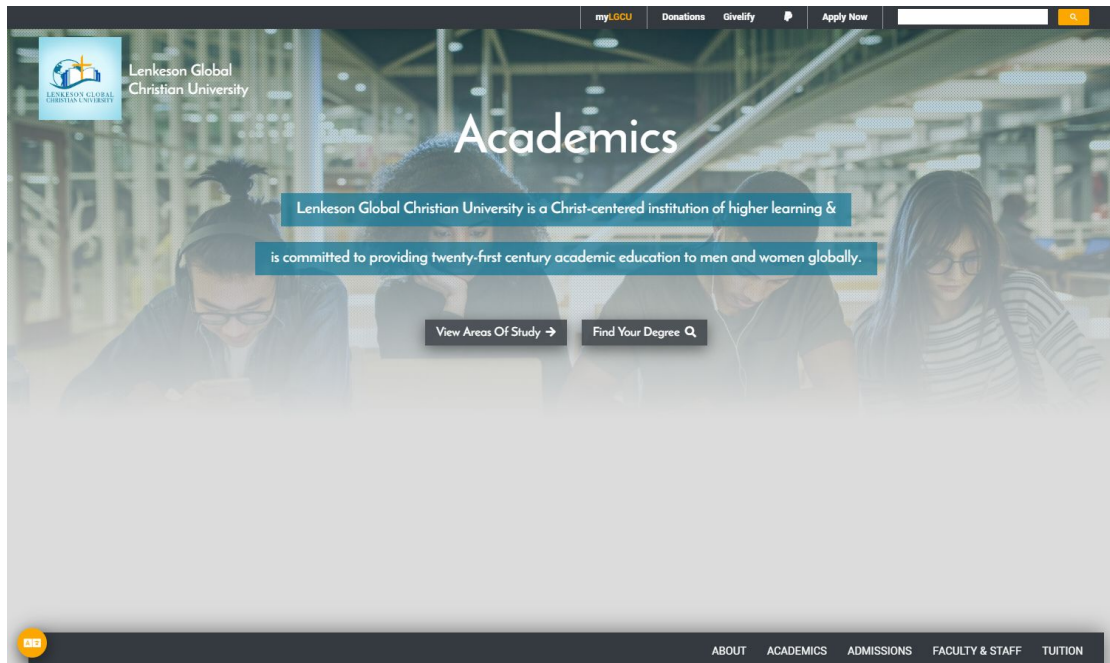 myLGCU Donations Givelify Apply Now
LENKESON GLOBAL
CHRISTIAN UNIVERSITY
Lenkeson Global
Christian University
Academics
Lenkeson Global Christian University is a Christ-centered institution of higher learning &
is committed to providing twenty-first century academic education to men and women globally.
View Areas Of Study Find Your Degree
ABOUT ACADEMICS ADMISSIONS FACULTY & STAFF TUITION